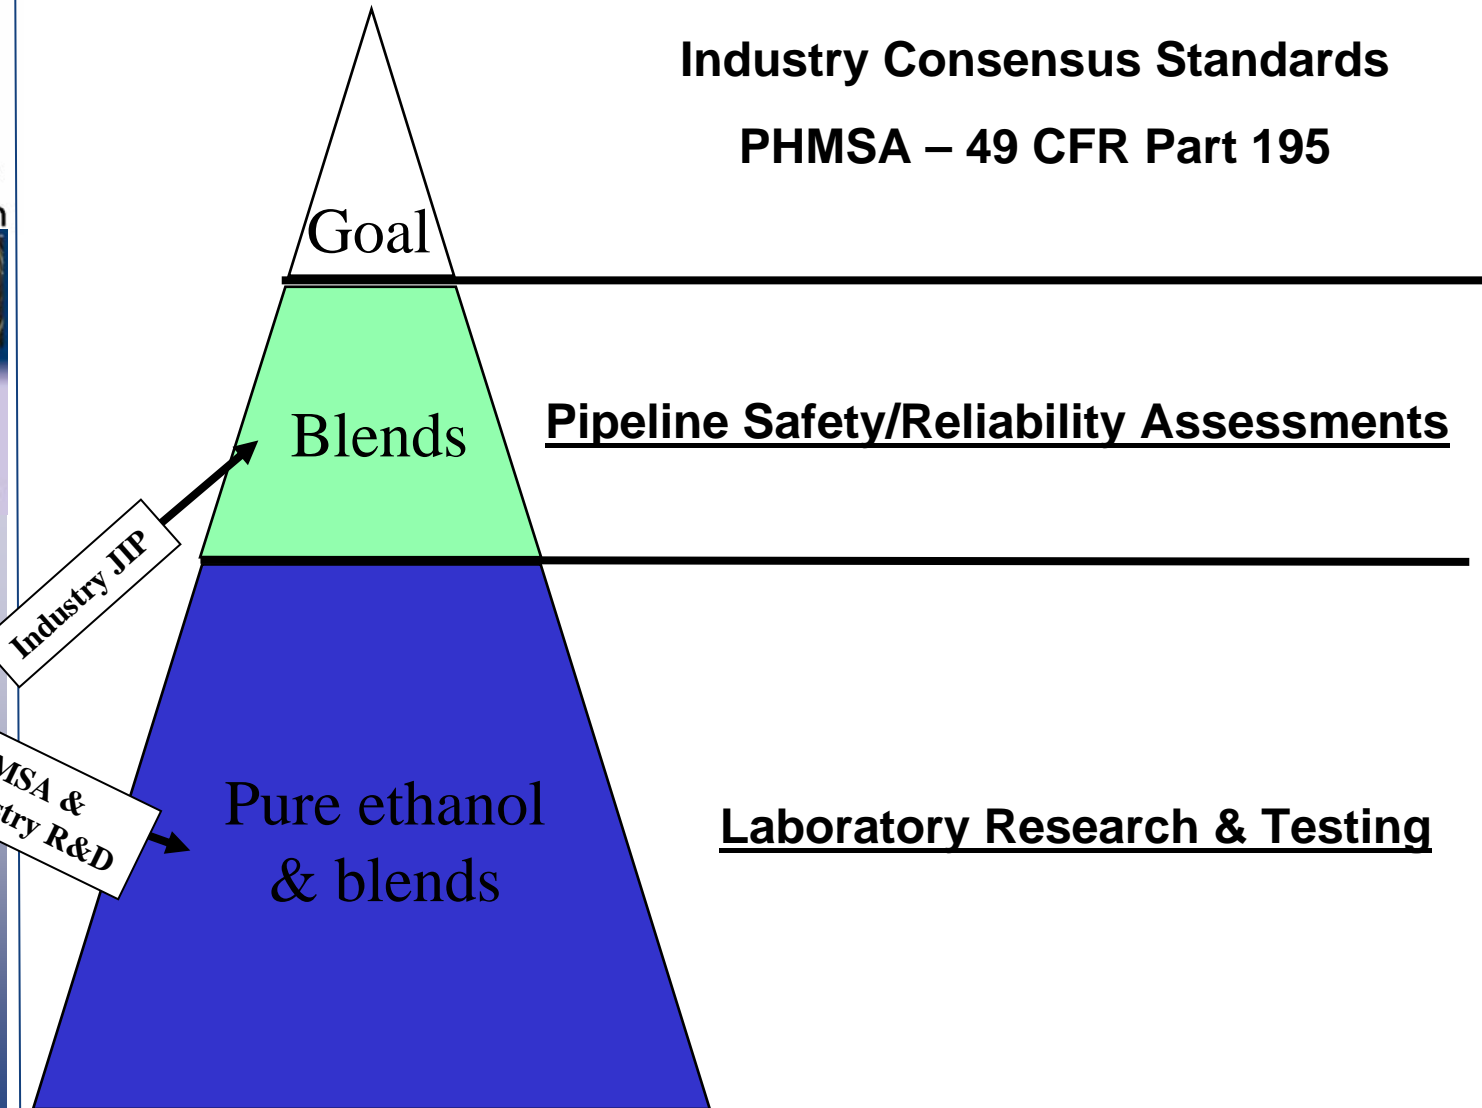 Industry Consensus Standards
PHMSA – 49 CFR Part 195
Goal
Blends
Pipeline Safety/Reliability Assessments
Industry JIP
&
R&D
Pure ethanol
& blends
Laboratory Research & Testing